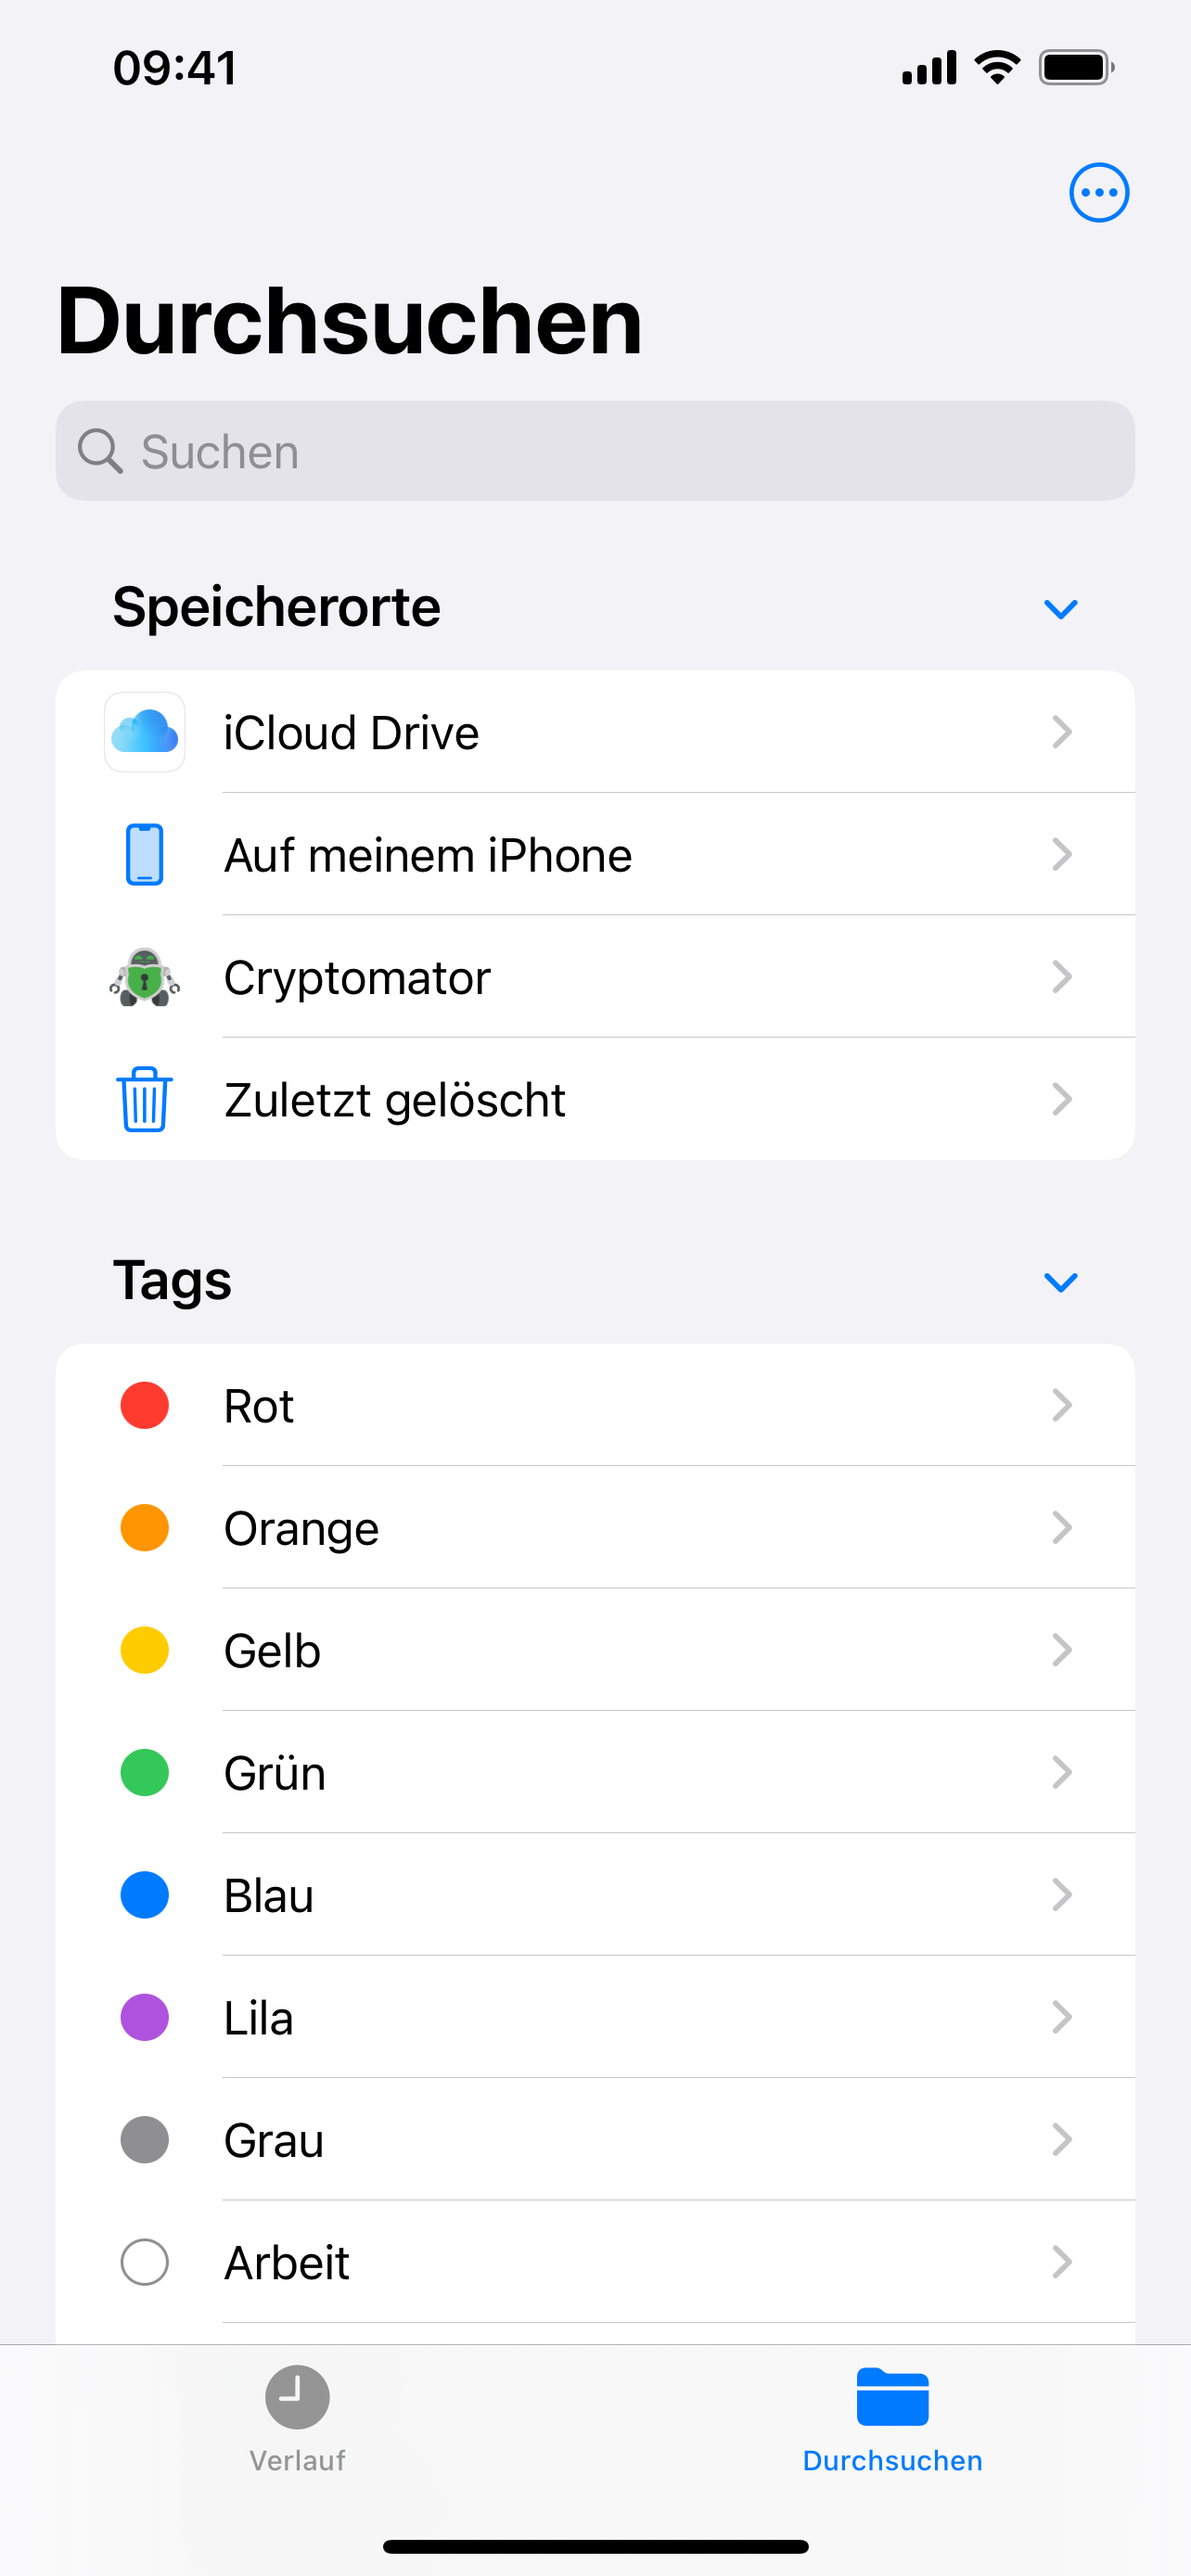 09:41
Durchsuchen
Suchen
Speicherorte
iCloud Drive
Auf meinem iPhone
Cryptomator
Zuletzt gelöscht
Tags
Rot
Orange
Gelb
Grün
Blau
Lila
Grau
Arbeit
Verlauf
Durchsuchen